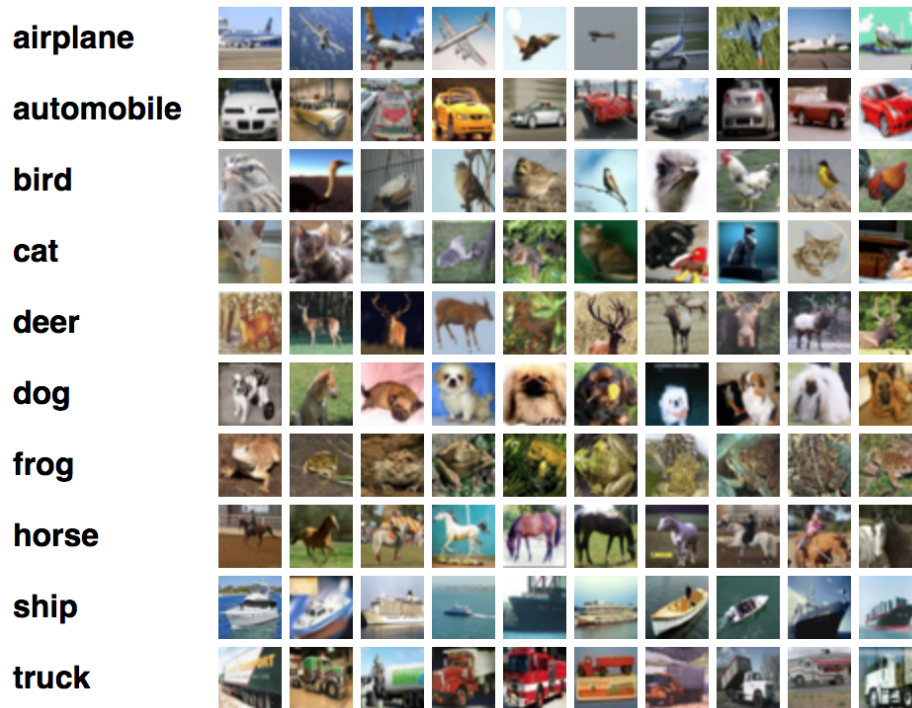 airplane
automobile
bird
cat
deer
dog
frog
horse
ship
truck